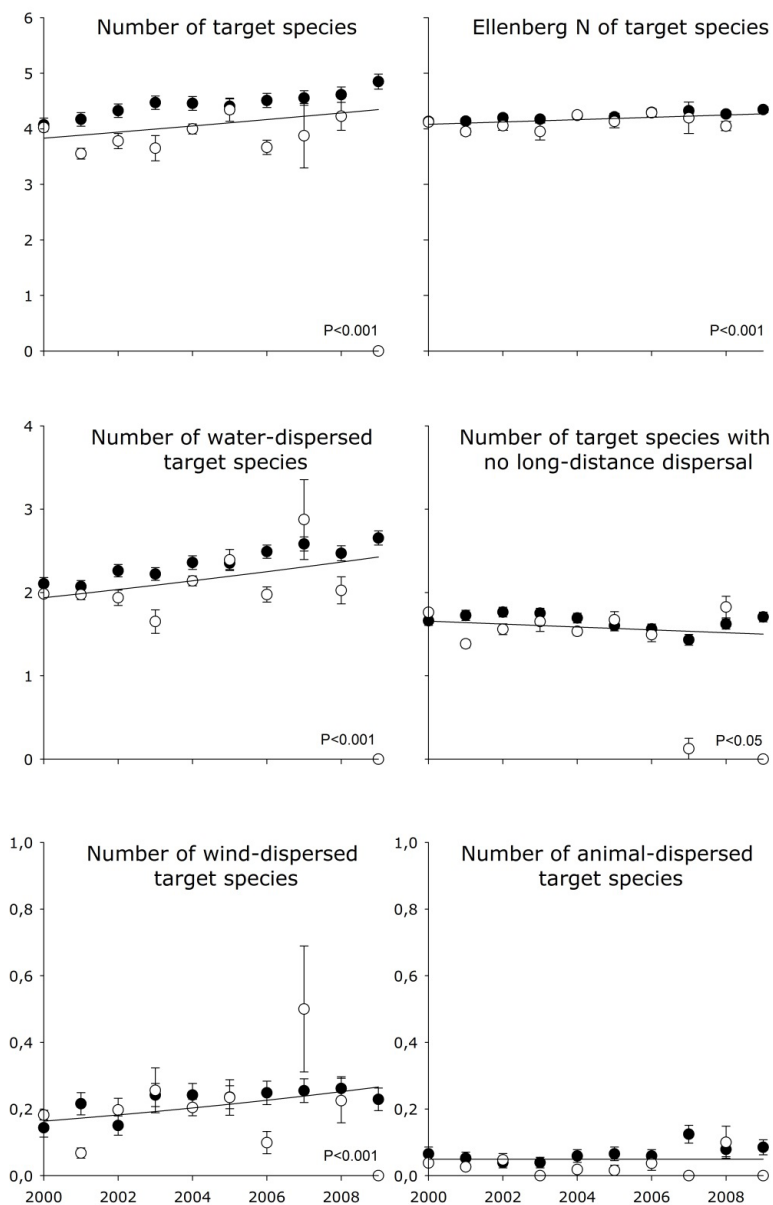 Number of target species
6
5
4
3
2
1
0
P<0.001
Ellenberg N of target species
P<0.001
Number of water-dispersed
target species
4
3
2
1
0
P<0.001
Number of target species with
no long-distance dispersal
P<0.05
Number of wind-dispersed
target species
1,0
0,8
0,6
0,4
0,2
0,0
P<0.001
2000 2002 2004 2006 2008
Number of animal-dispersed
target species
1,0
0,8
0,6
0,4
0,2
0,0
2000 2002 2004 2006 2008